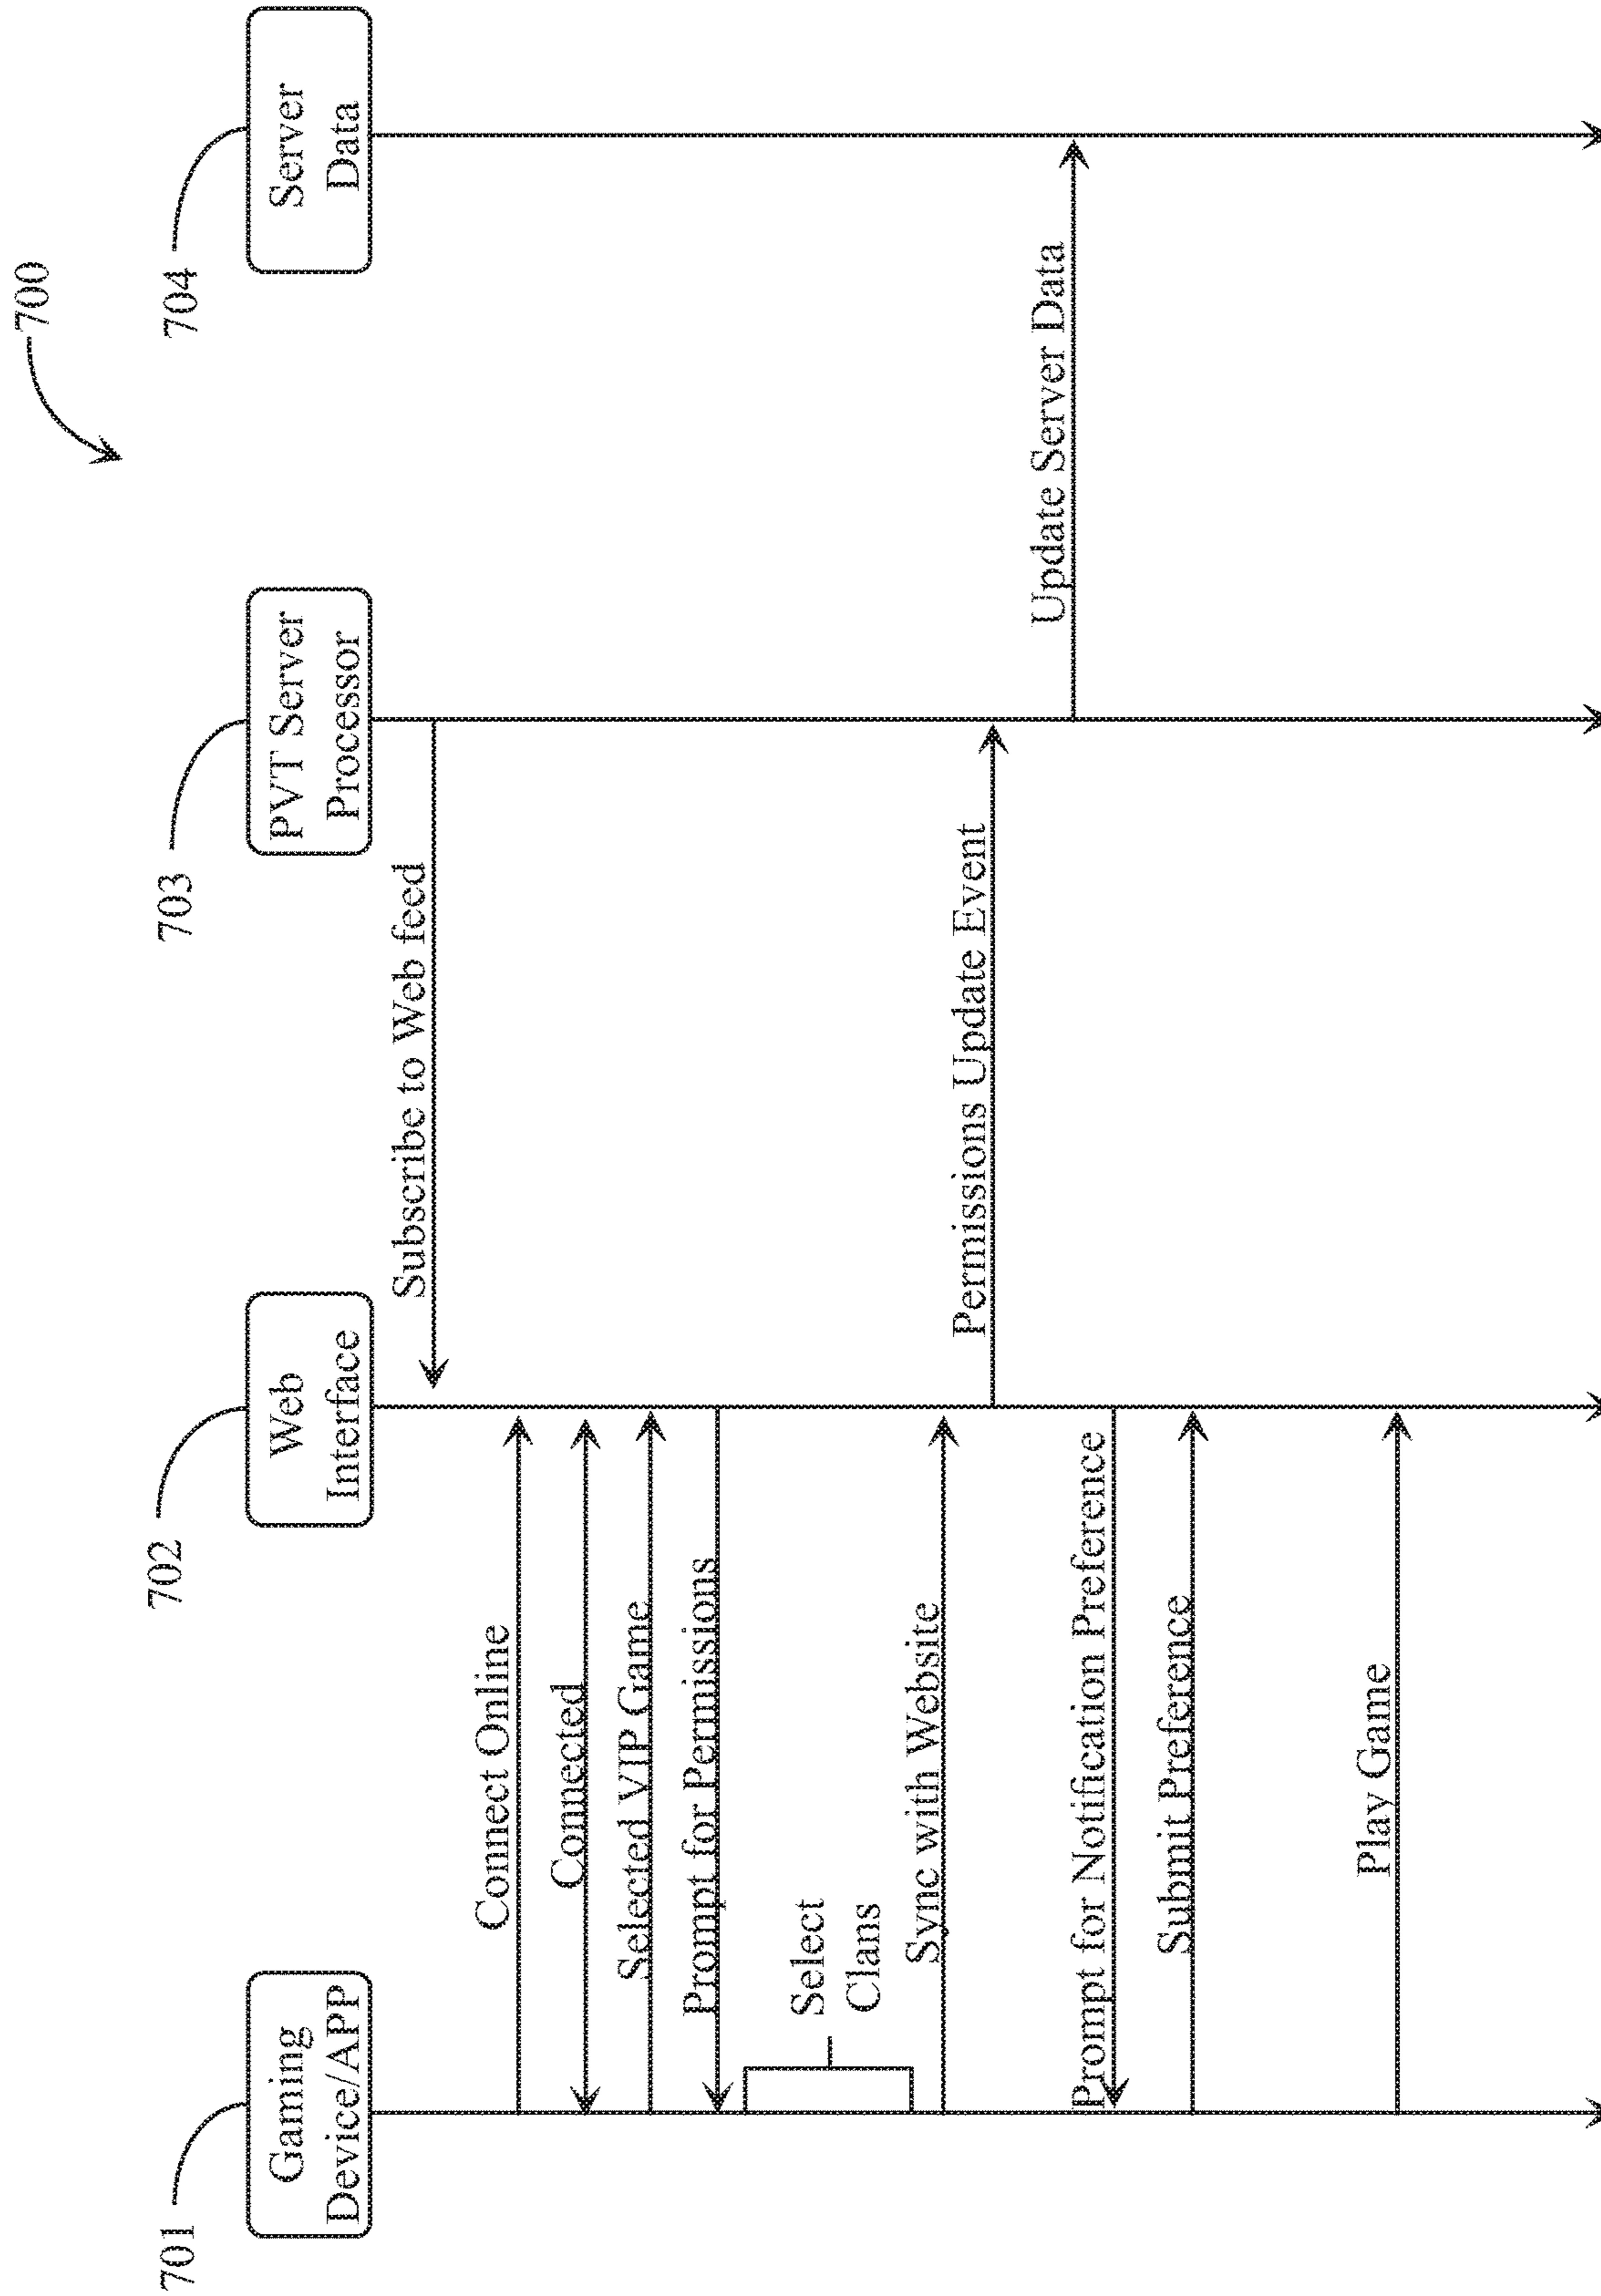 700
701
702
703
704
Gaming
Device/APP
Web
Interface
PVT Server
Processor
Server
Data
Subscribe to Web feed
Connect Online
Connected
Selected VIP Game
Prompt for Permissions
Select
Clans
Sync with Website
Permissions Update Event
Update Server Data
Prompt for Notification Preference
Submit Preference
Play Game